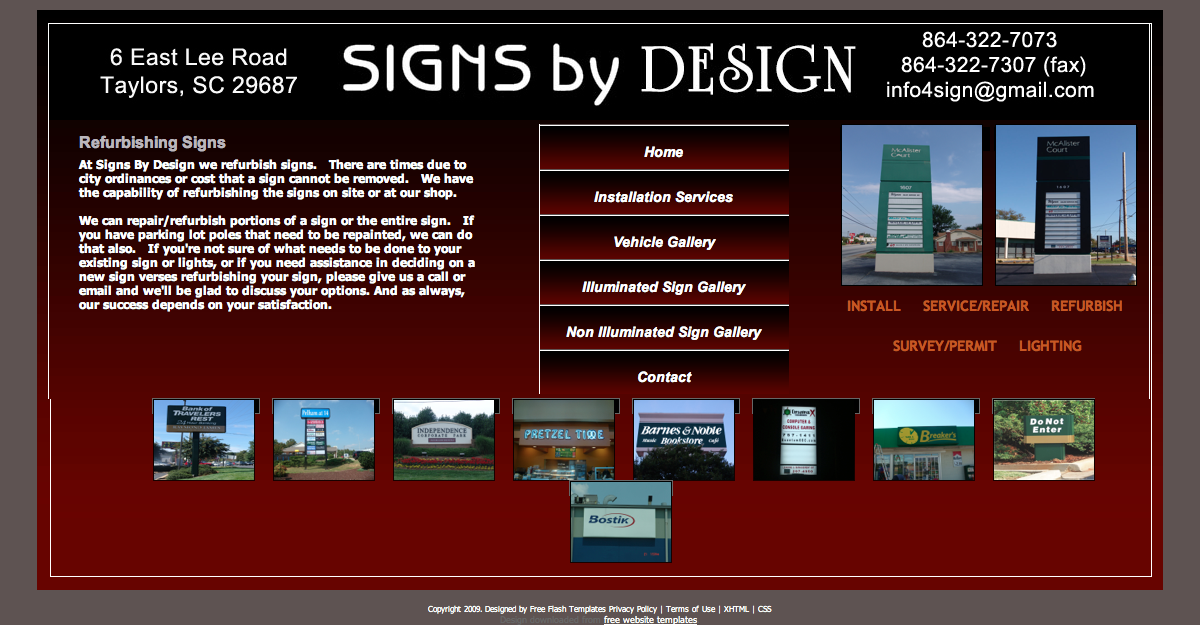 6 East Lee Road
Taylors, SC 29687
SIGNS by DESIGN
864-322-7073
864-322-7307 (fax)
info4sign@gmail.com
Refurbishing Signs
At Signs By Design we refurbish signs. There are times due to
city ordinances or cost that a sign cannot be removed. We have
the capability of refurbishing the signs on site or at our shop.
We can repair/refurbish portions of a sign or the entire sign. If
you have parking lot poles that need to be repainted, we can do
that also. If you're not sure of what needs to be done to your
existing sign or lights, or if you need assistance in deciding on a
new sign verses refurbishing your sign, please give us a call or
email and we'll be glad to discuss your options. And as always,
our success depends on your satisfaction.
Home
Installation Services
Vehicle Gallery
Illuminated Sign Gallery
Non Illuminated Sign Gallery
Contact
McAlister
Court
1607
McAlister
Court
1607
INSTALL SERVICE/REPAIR REFURBISH
SURVEY/PERMIT LIGHTING
Bank of
TRAVELERS
REST
Pelham at 14
INDEPENDENCE
CORPORATE PARK
PRETZEL TIME
Barnes & Noble
Music Bookstore Café
COMPUTER &
CONSOLE GAMING
Breaker's
Do Not
Enter
Bostik
Copyright 2009. Designed by Free Flash Templates Privacy Policy | Terms of Use | XHTML | CSS
Design downloaded from free website templates